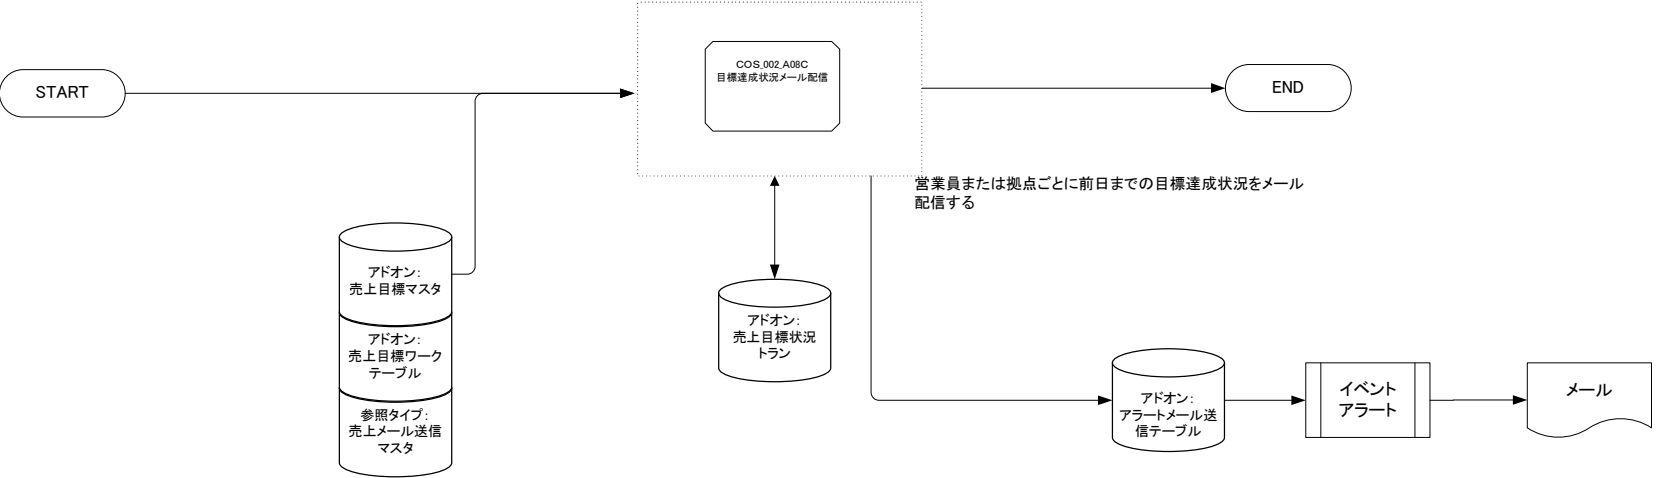 COS_002_A08C
目標達成状況メール配信
START
END
営業員または拠点ごとに前日までの目標達成状況をメール
配信する
アドオン：
売上目標マスタ
アドオン：
売上目標ワーク
テーブル
参照タイプ：
売上メール送信
マスタ
アドオン：
売上目標状況
トラン
アドオン：
アラートメール送
信テーブル
イベント
アラート
メール